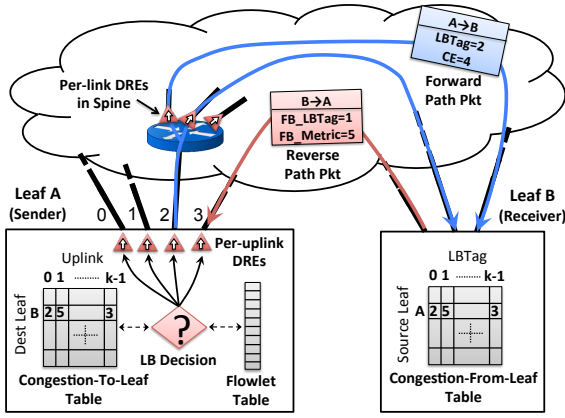 A→B
LBTag=2
CE=4
Forward
Path Pkt
Per-link DREs
in Spine
B→A
FB_LBTag=1
FB_Metric=5
Reverse
Path Pkt
Leaf A
(Sender)
0 1 2 3
Leaf B
(Receiver)
Per-uplink
DREs
Uplink
0 1 ......... k-1
Dest Leaf
B 2 5 3
Congestion-To-Leaf
Table
?
LB Decision
Flowlet
Table
LBTag
0 1 ......... k-1
Source Leaf
A 2 5 3
Congestion-From-Leaf
Table